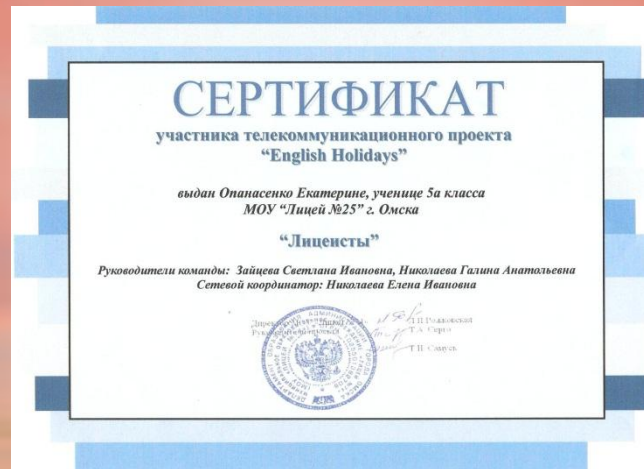 СЕРТИФИКАТ
участника телекоммуникационного проекта
“English Holidays”
выдан Опанасенко Екатерине, ученице 5а класса
МОУ “Лицей №25” г. Омска
“Лицеисты”
Руководители команды: Зайцева Светлана Ивановна, Николаева Галина Анатольевна
Сетевой координатор: Николаева Елена Ивановна
Т.А. Серги